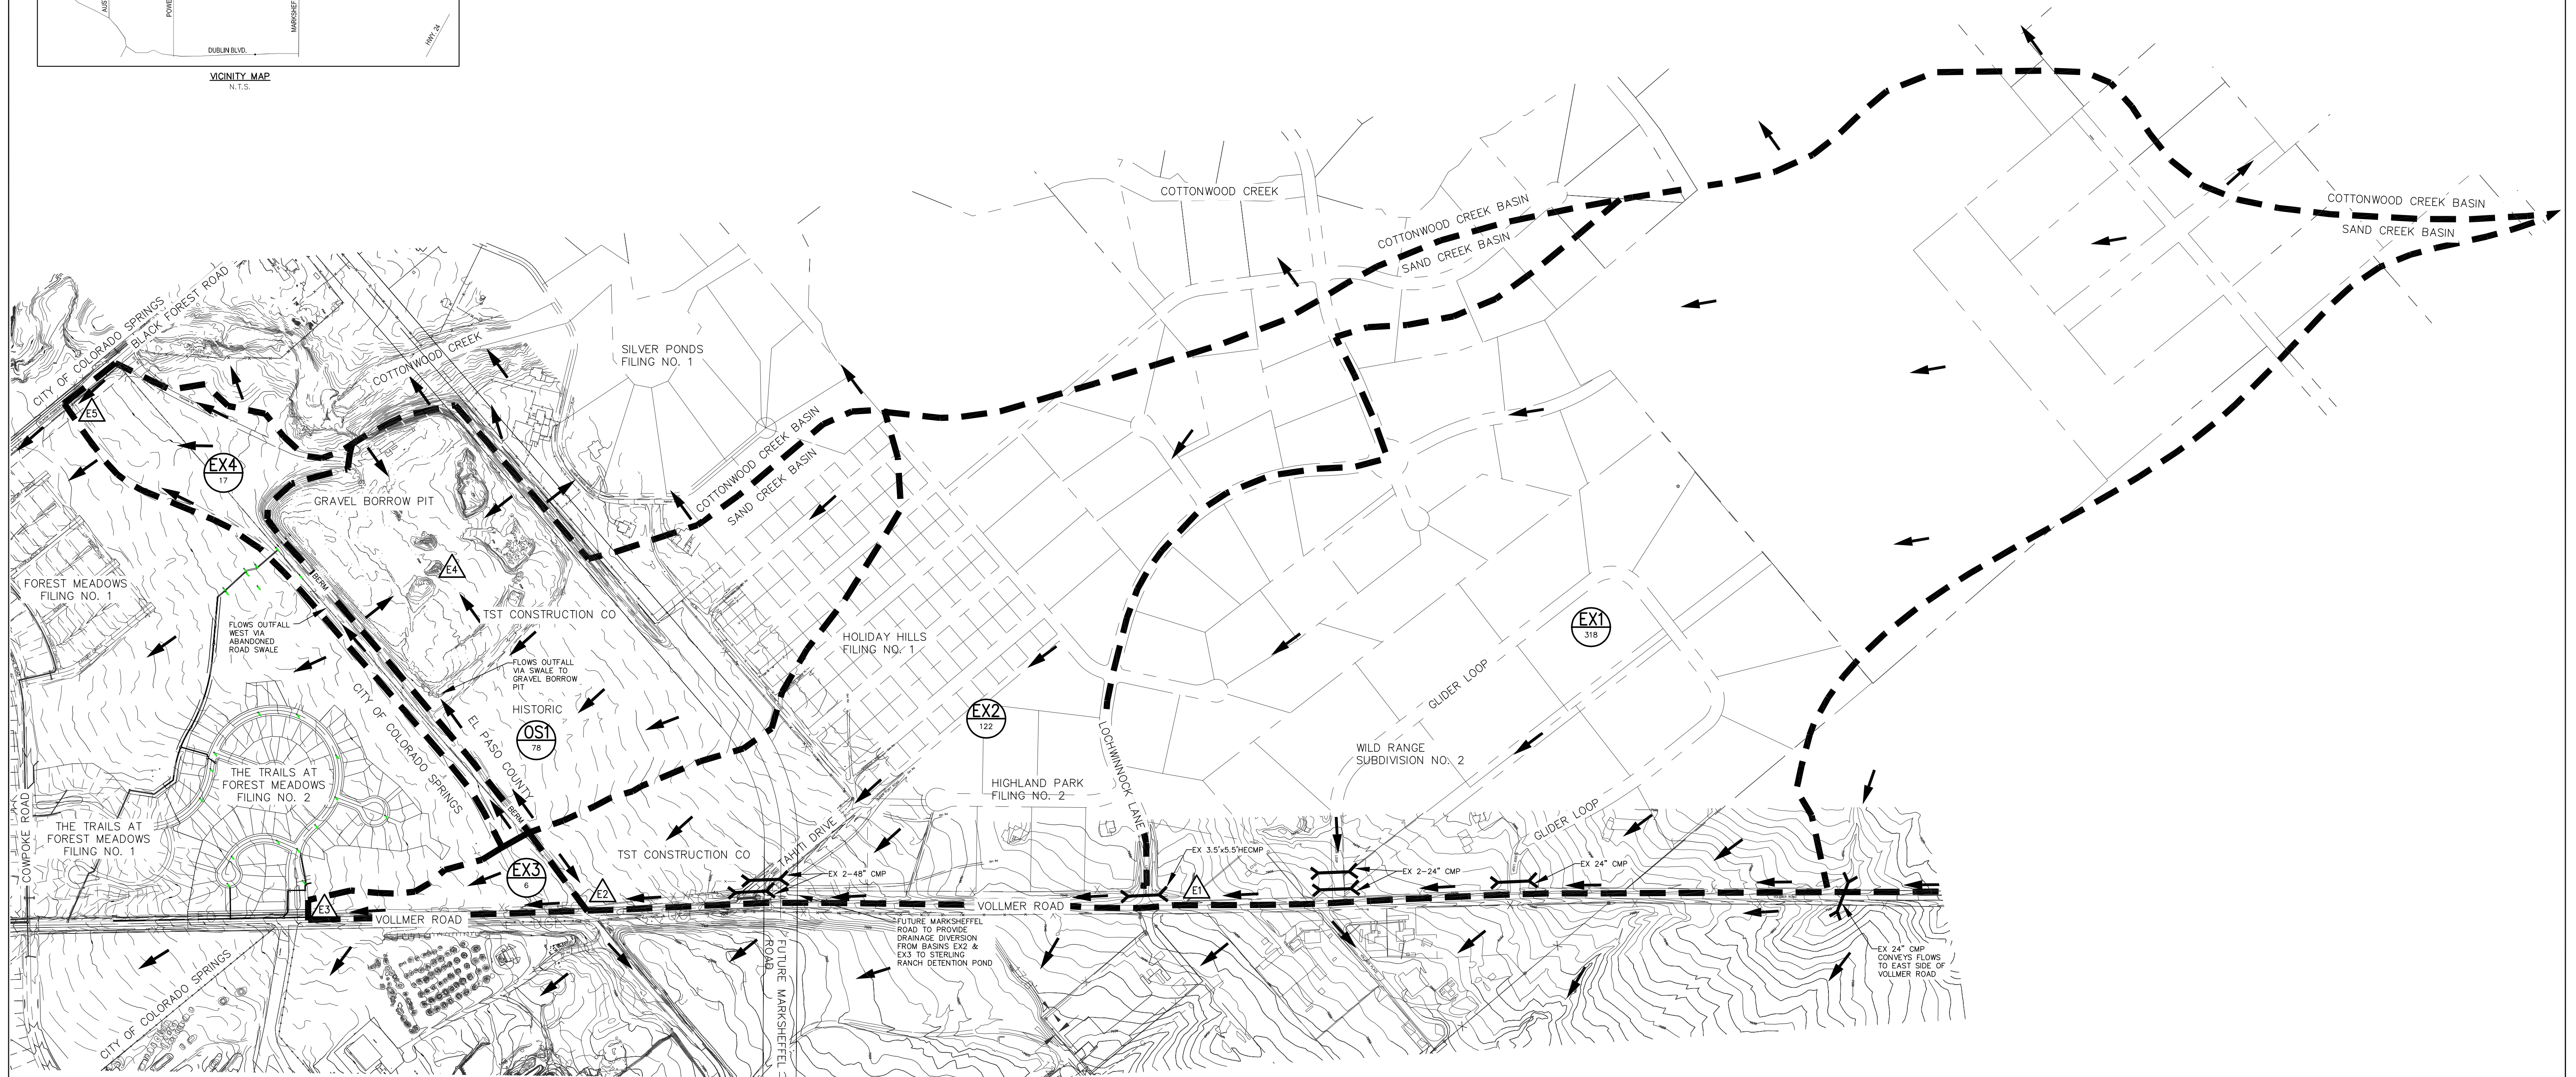 AUS
POWE
MARKSHEF
HWY. 24
DUBLIN BLVD.
VICINITY MAP
N.T.S.
COTTONWOOD CREEK
COTTONWOOD CREEK BASIN
SAND CREEK BASIN
COTTONWOOD CREEK BASIN
SAND CREEK BASIN
CITY OF COLORADO SPRINGS
BLACK FOREST ROAD
COTTONWOOD CREEK
SILVER PONDS
FILING NO. 1
COTTONWOOD CREEK BASIN
SAND CREEK BASIN
E5
EX4
17
GRAVEL BORROW PIT
E4
FOREST MEADOWS
FILING NO. 1
BERM
TST CONSTRUCTION CO
FLOWS OUTFALL
WEST VIA
ABANDONED
ROAD SWALE
HOLIDAY HILLS
FILING NO. 1
EX1
318
FLOWS OUTFALL
VIA SWALE TO
GRAVEL BORROW
PIT
GLIDER LOOP
CITY OF COLORADO SPRINGS
EL PASO COUNTY
HISTORIC
OS1
78
EX2
122
LOCHWINNOCK LANE
WILD RANGE
SUBDIVISION NO. 2
THE TRAILS AT
FOREST MEADOWS
FILING NO. 2
HIGHLAND PARK
FILING NO. 2
COWPOKE ROAD
THE TRAILS AT
FOREST MEADOWS
FILING NO. 1
BERM
TAHITI DRIVE
GLIDER LOOP
TST CONSTRUCTION CO
EX 3.5'x5.5'HECMP
EX 24" CMP
EX 2-48" CMP
EX 2-24" CMP
EX3
6
E2
E1
E3
VOLLMER ROAD
VOLLMER ROAD
FUTURE MARKSHEFFEL
ROAD TO PROVIDE
DRAINAGE DIVERSION
FROM BASINS EX2 &
EX3 TO STERLING
RANCH DETENTION POND
FUTURE MARKSHEFFEL
ROAD
EX 24" CMP
CONVEYS FLOWS
TO EAST SIDE OF
VOLLMER ROAD
CITY OF COLORADO SPRINGS